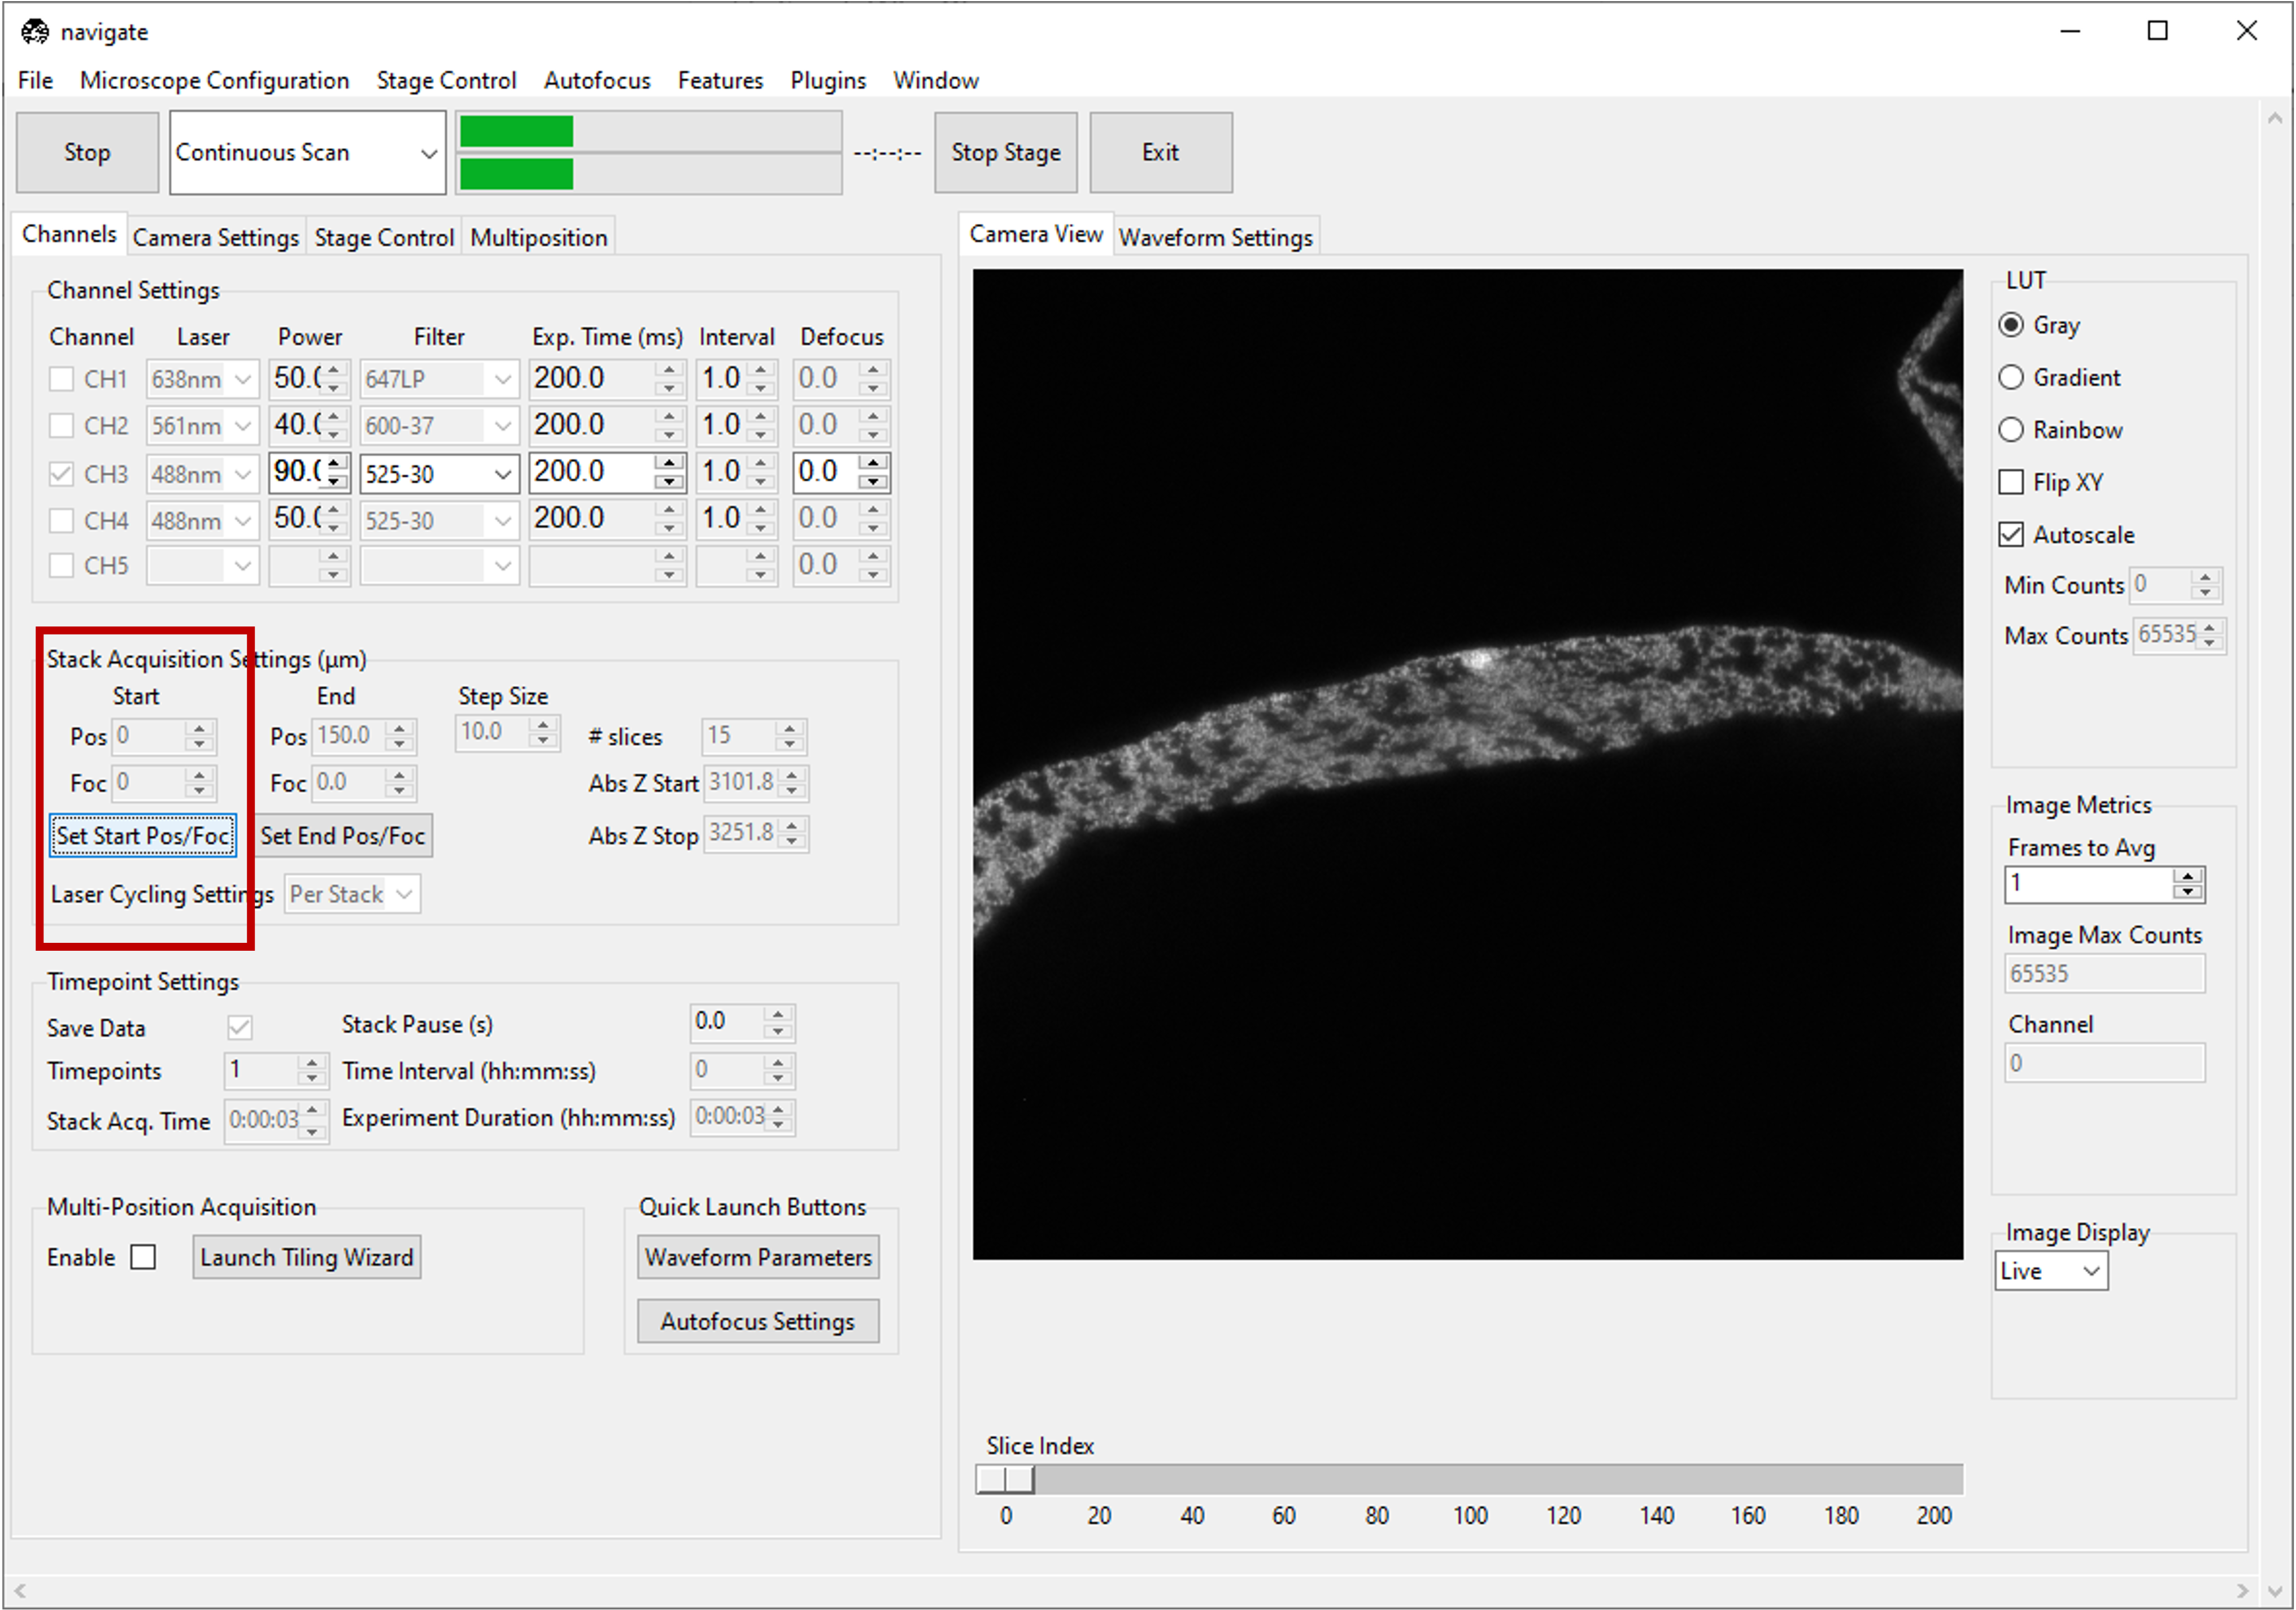 navigate
File Microscope Configuration Stage Control Autofocus Features Plugins Window
Stop Continuous Scan --:--:-- Stop Stage Exit
Channels Camera Settings Stage Control Multiposition
Channel Settings
Channel Laser Power Filter Exp. Time (ms) Interval Defocus
CH1 638nm 50.0 647LP 200.0 1.0 0.0
CH2 561nm 40.0 600-37 200.0 1.0 0.0
CH3 488nm 90.0 525-30 200.0 1.0 0.0
CH4 488nm 50.0 525-30 200.0 1.0 0.0
CH5 0.0
Stack Acquisition Settings (µm)
Start End Step Size
Pos 0 Pos 150.0 10.0 # slices 15
Foc 0 Foc 0.0 Abs Z Start 3101.8
Set Start Pos/Foc Set End Pos/Foc Abs Z Stop 3251.8
Laser Cycling Settings Per Stack
Timepoint Settings
Save Data Stack Pause (s) 0.0
Timepoints 1 Time Interval (hh:mm:ss) 0
Stack Acq. Time 0:00:03 Experiment Duration (hh:mm:ss) 0:00:03
Multi-Position Acquisition
Enable Launch Tiling Wizard
Quick Launch Buttons
Waveform Parameters
Autofocus Settings
Camera View Waveform Settings
LUT
Gray
Gradient
Rainbow
Flip XY
Autoscale
Min Counts 0
Max Counts 65535
Image Metrics
Frames to Avg
1
Image Max Counts
65535
Channel
0
Image Display
Live
Slice Index
0 20 40 60 80 100 120 140 160 180 200